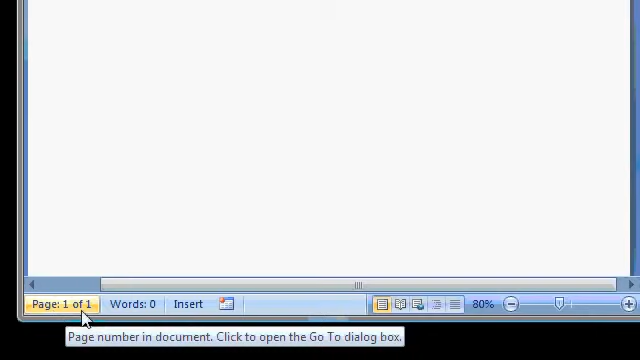 Page: 1 of 1 Words: 0 Insert 80%
Page number in document. Click to open the Go To dialog box.